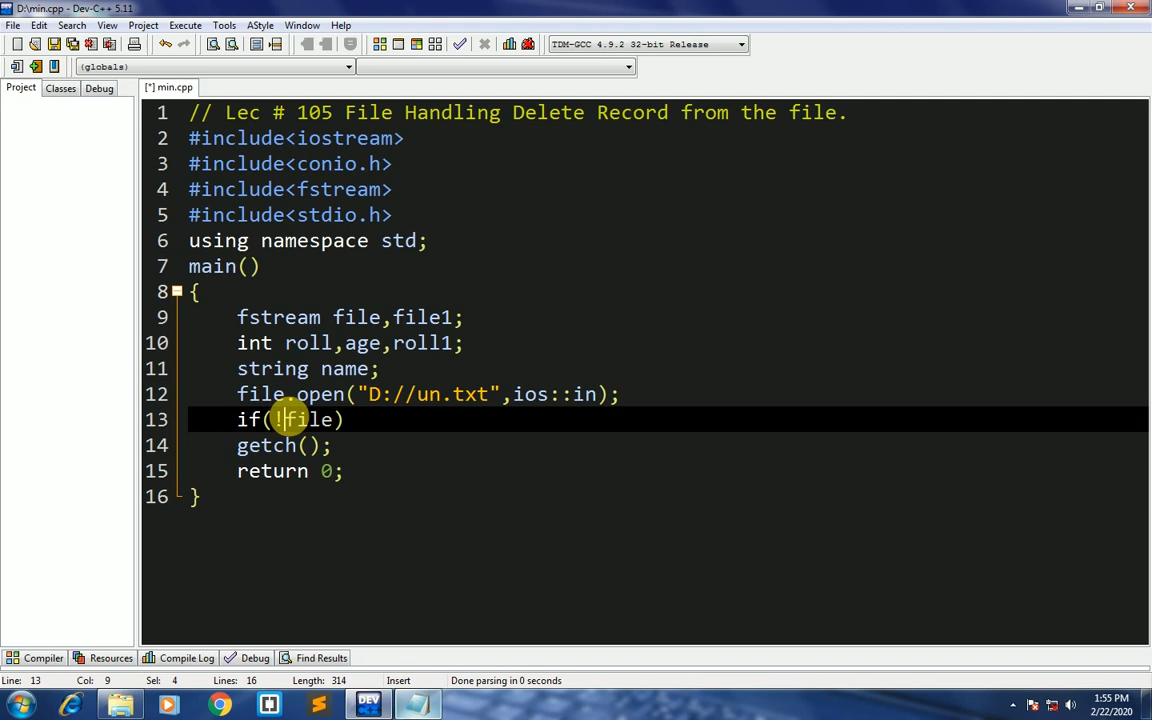 D:\min.cpp - Dev-C++ 5.11
File Edit Search View Project Execute Tools AStyle Window Help
TDM-GCC 4.9.2 32-bit Release
(globals)
Project Classes Debug
[*] min.cpp
1 // Lec # 105 File Handling Delete Record from the file.
2 #include<iostream>
3 #include<conio.h>
4 #include<fstream>
5 #include<stdio.h>
6 using namespace std;
7 main()
8 {
9 fstream file,file1;
10 int roll,age,roll1;
11 string name;
12 file.open("D://un.txt",ios::in);
13 if(!file)
14 getch();
15 return 0;
16 }
Compiler Resources Compile Log Debug Find Results
Line: 13 Col: 9 Sel: 4 Lines: 16 Length: 314 Insert Done parsing in 0 seconds
DEV
1:55 PM
2/22/2020